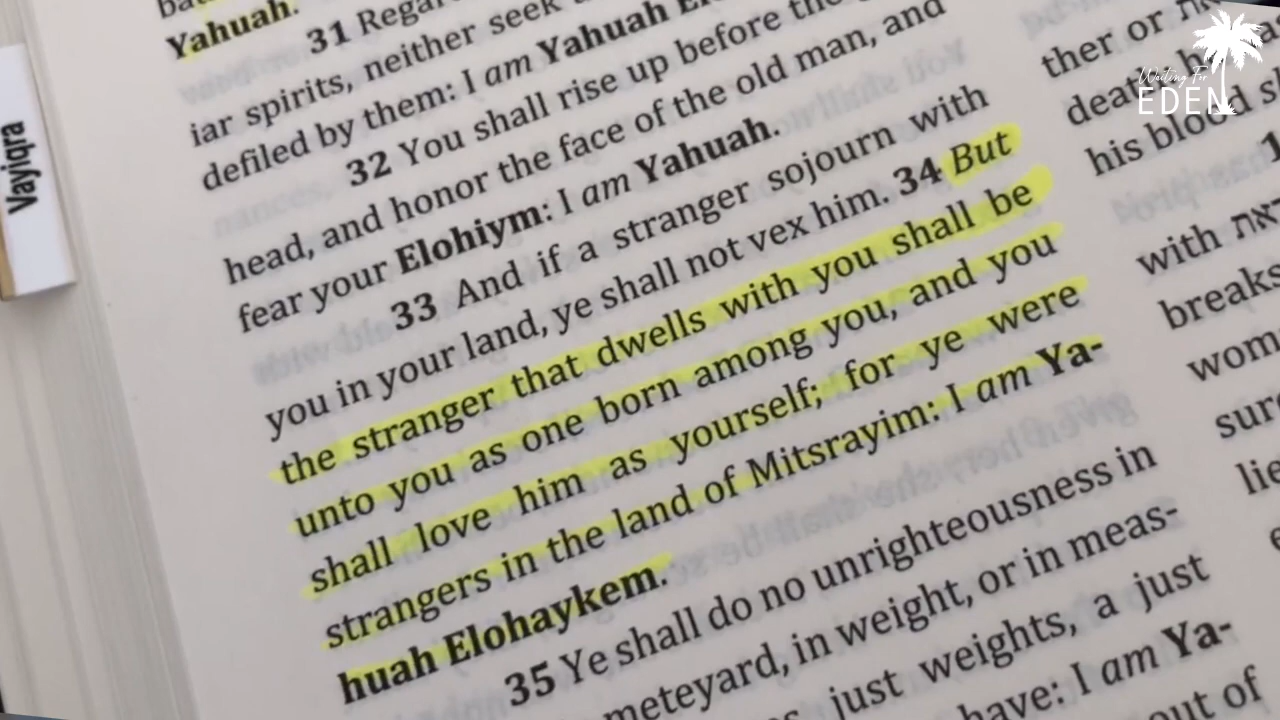 Yahuah.
31
iar spirits, neither seek
defiled by them: I am Yahuah
32 You shall rise up before the
head, and honor the face of the old man, and
fear your Elohiym: I am Yahuah.
33 And if a stranger sojourn with
you in your land, ye shall not vex him. 34 But
the stranger that dwells with you shall be
unto you as one born among you, and you
shall love him as yourself; for ye were
strangers in the land of Mitsrayim: I am Ya-
huah Elohaykem.
35 Ye shall do no unrighteousness in
meteyard, in weight, or in meas-
just weights, a just
have: I am Ya-
out of
ther or
his blood
with את
breaks
Vayiqra
Waiting For
EDEN